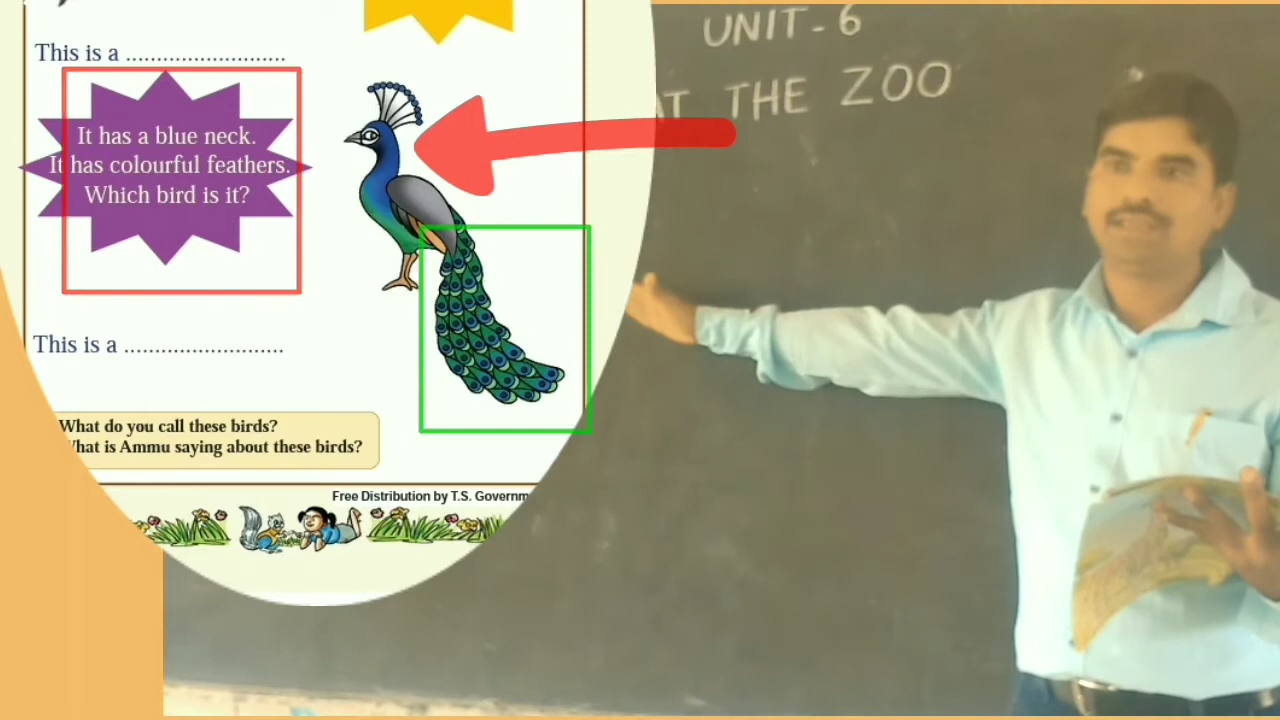 This is a ..........................
It has a blue neck.
It has colourful feathers.
Which bird is it?
This is a ..........................
What do you call these birds?
What is Ammu saying about these birds?
Free Distribution by T.S. Governm
UNIT-6
AT THE ZOO